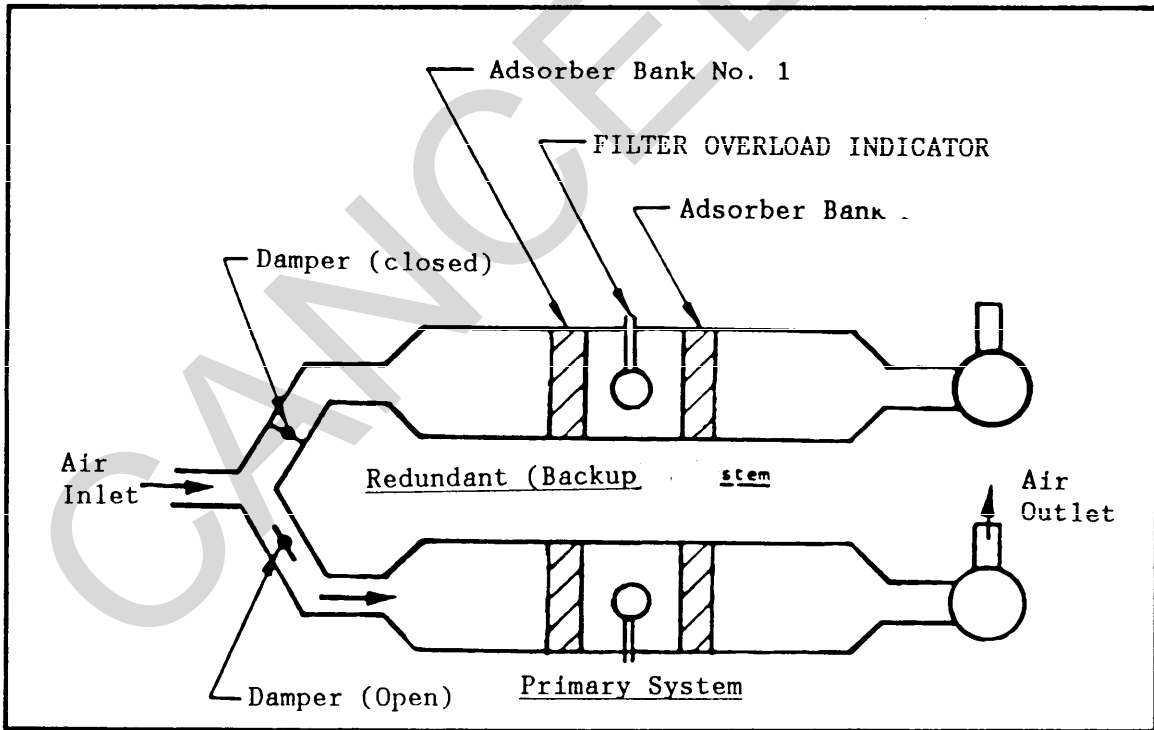 Adsorber Bank No. 1
FILTER OVERLOAD INDICATOR
Adsorber Bank
Damper (closed)
Air
Inlet
Redundant (Backup
stem
Air
Outlet
Damper (Open)
Primary System